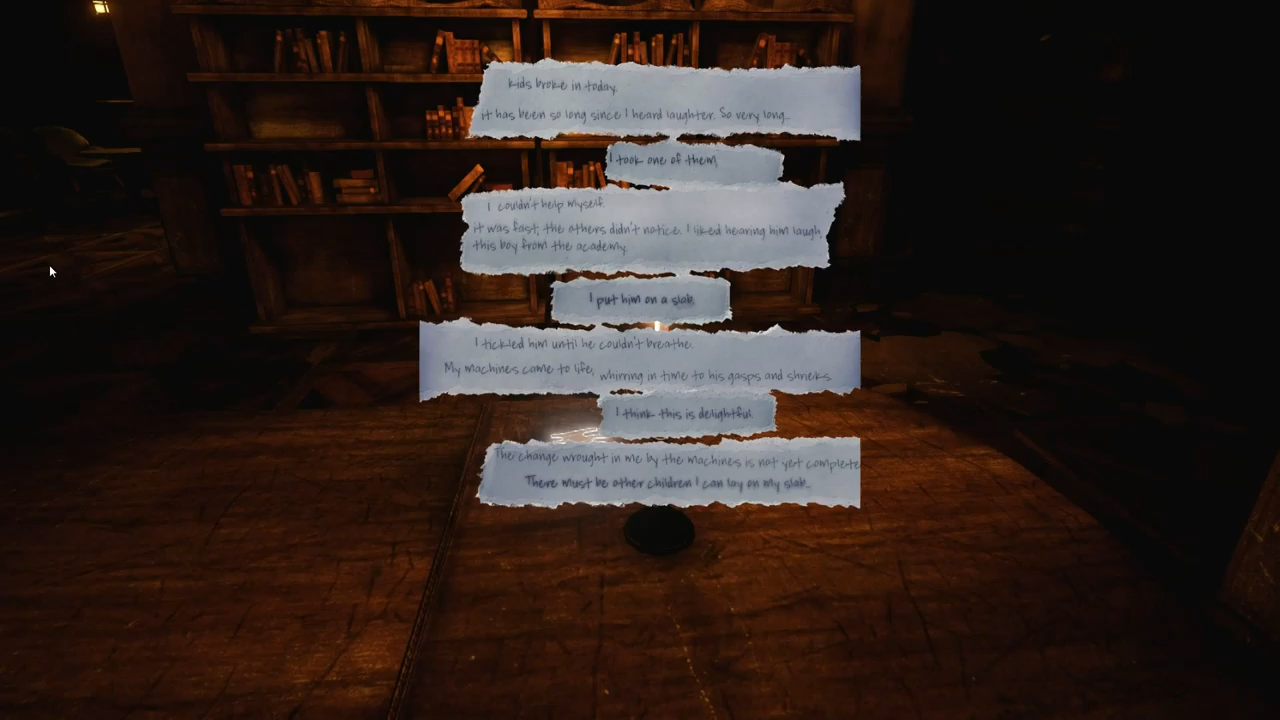 Kids broke in today.
it has been so long since I heard laughter. So very long...
I took one of them,
I couldn't help myself.
it was fast, the others didn't notice. I liked hearing him laugh,
this boy from the academy.
I put him on a slab.
I tickled him until he couldn't breathe.
My machines came to life, whirring in time to his gasps and shrieks.
I think this is delightful.
The change wrought in me by the machines is not yet complete
There must be other children I can lay on my slab...